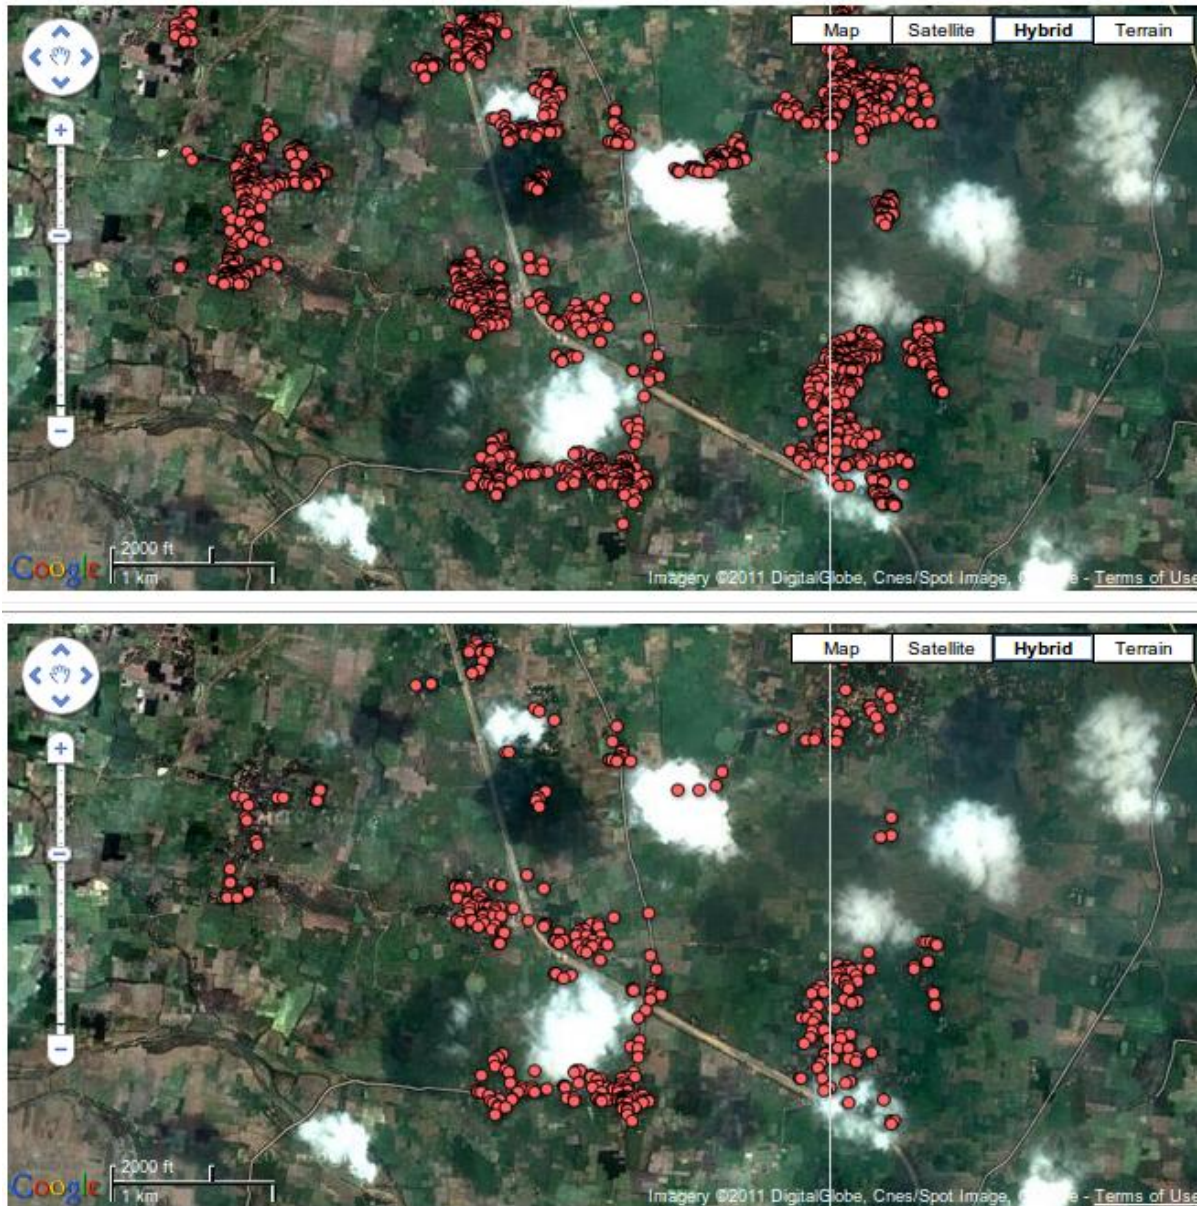 Map Satellite Hybrid Terrain
+
−
2000 ft
1 km
Google
Imagery ©2011 DigitalGlobe, Cnes/Spot Image, - Terms of Use
Map Satellite Hybrid Terrain
+
−
2000 ft
1 km
Google
Imagery ©2011 DigitalGlobe, Cnes/Spot Image, - Terms of Use